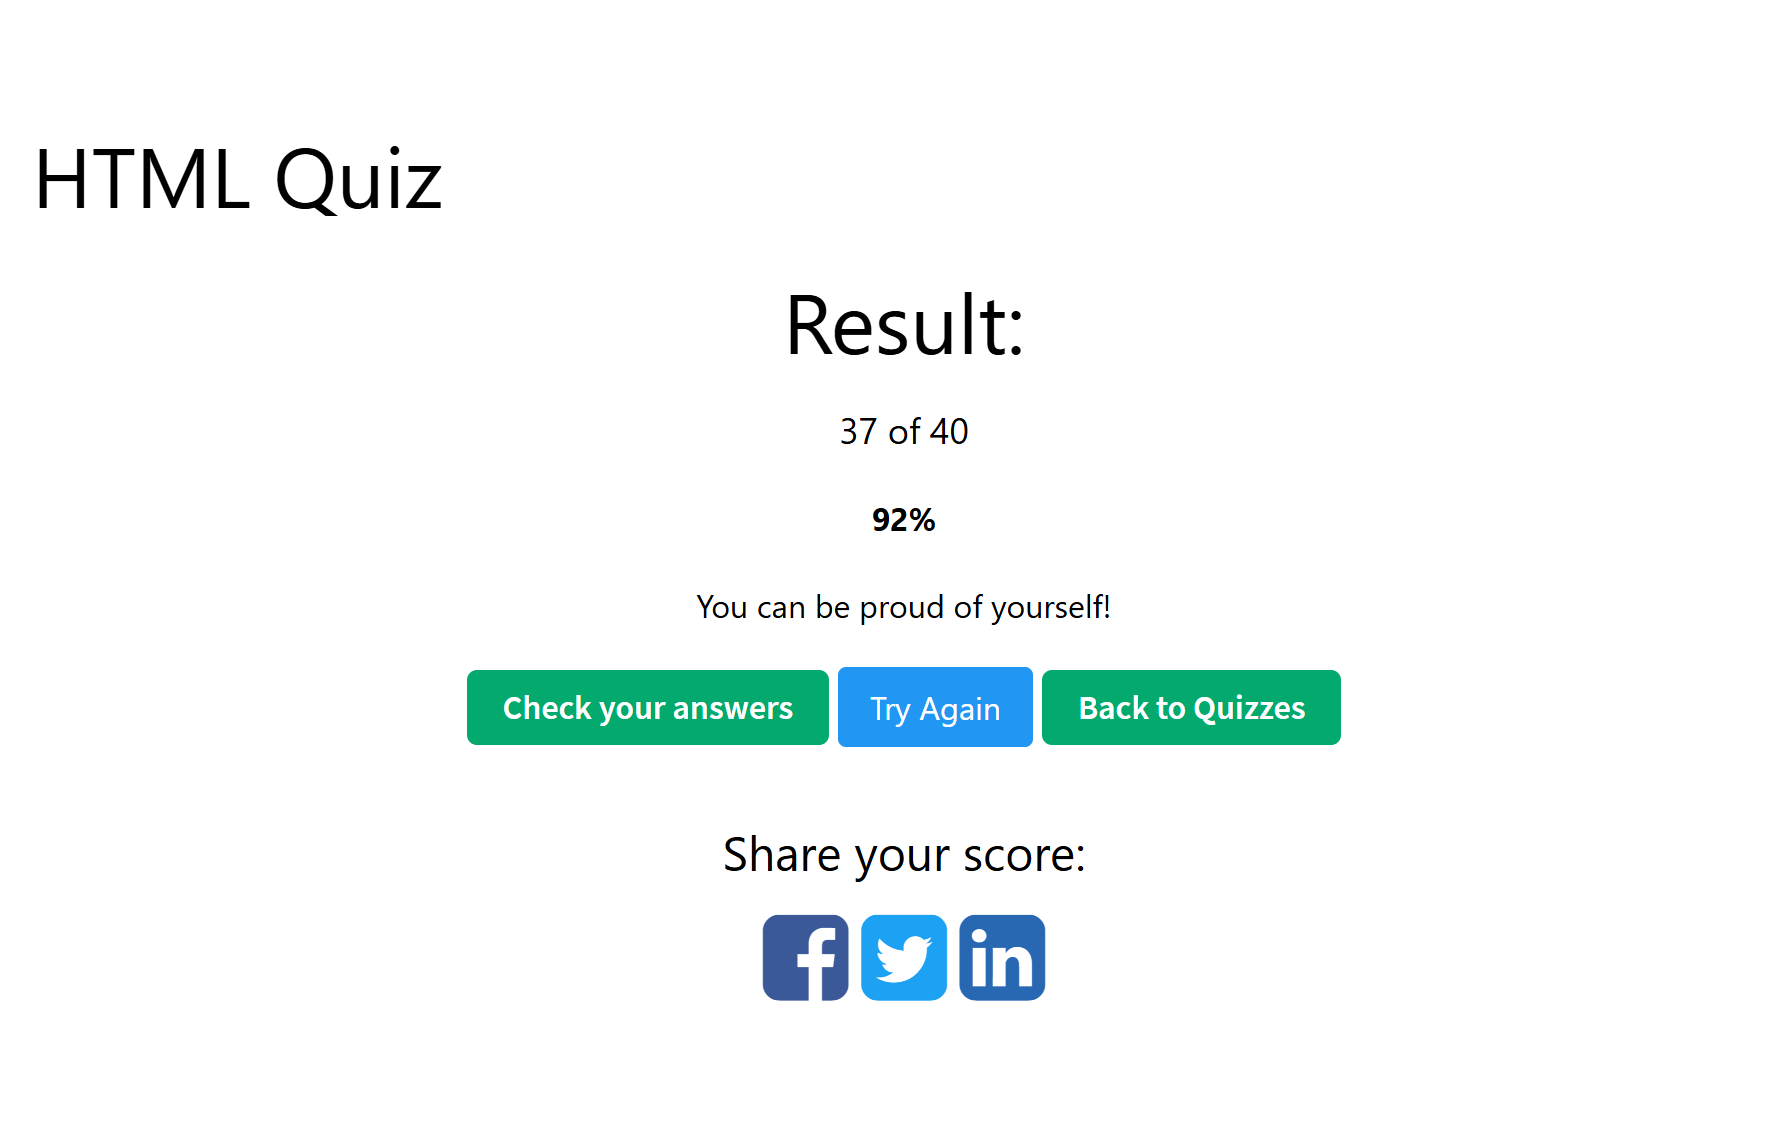 HTML Quiz
Result:
37 of 40
92%
You can be proud of yourself!
Check your answers Try Again Back to Quizzes
Share your score:
f in